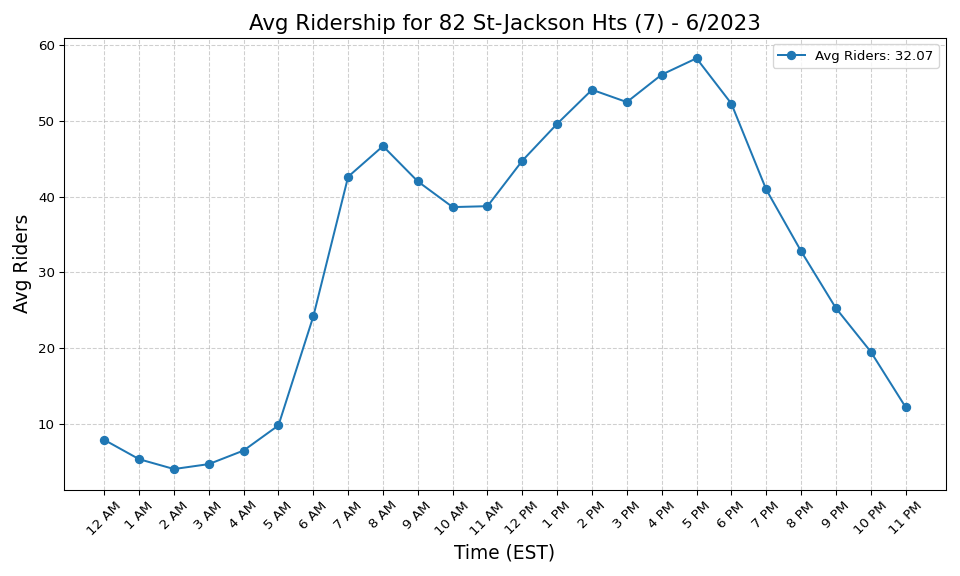 Avg Ridership for 82 St-Jackson Hts (7) - 6/2023
Avg Riders: 32.07
60
50
40
30
20
10
Avg Riders
12 AM
1 AM
2 AM
3 AM
4 AM
5 AM
6 AM
7 AM
8 AM
9 AM
10 AM
11 AM
12 PM
1 PM
2 PM
3 PM
4 PM
5 PM
6 PM
7 PM
8 PM
9 PM
10 PM
11 PM
Time (EST)